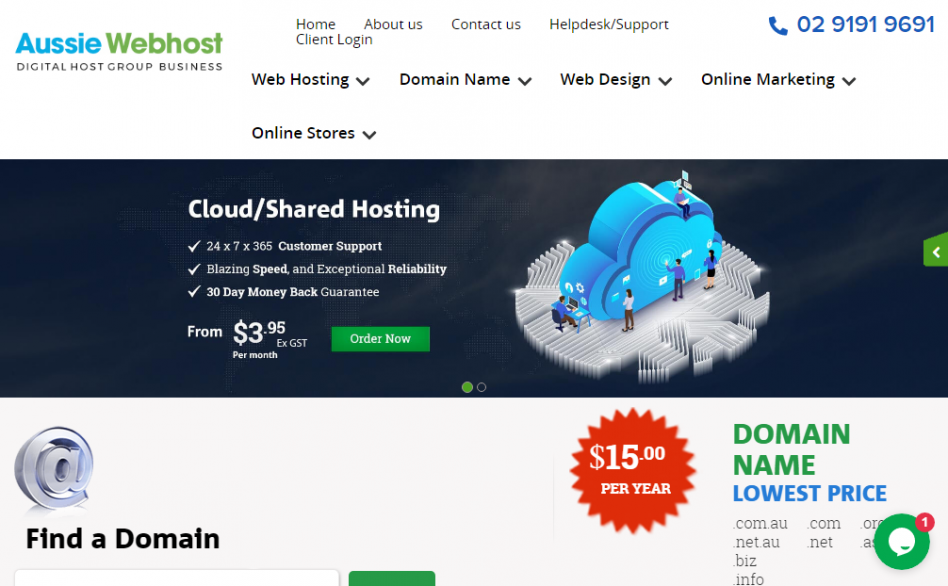 Home About us Contact us Helpdesk/Support
Client Login
02 9191 9691
Aussie Webhost
DIGITAL HOST GROUP BUSINESS
Web Hosting Domain Name Web Design Online Marketing
Online Stores
Cloud/Shared Hosting
24 x 7 x 365 Customer Support
Blazing Speed, and Exceptional Reliability
30 Day Money Back Guarantee
From $3.95
Ex GST
Per month
Order Now
@
Find a Domain
$15.00
PER YEAR
DOMAIN
NAME
LOWEST PRICE
.com.au .com
.net.au .net
.biz
.info
1